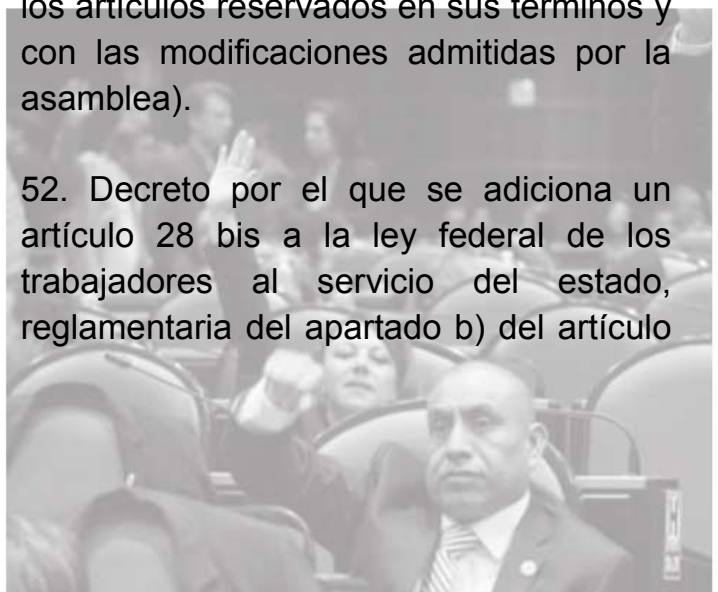 los artículos reservados en sus términos y
con las modificaciones admitidas por la
asamblea).
52. Decreto por el que se adiciona un
artículo 28 bis a la ley federal de los
trabajadores al servicio del estado,
reglamentaria del apartado b) del artículo